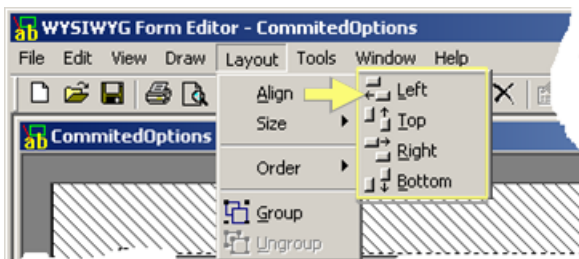 WYSIWYG Form Editor - CommitedOptions
File Edit View Draw Layout Tools Window Help
Align
Left
Size
Top
Right
Order
Bottom
CommitedOptions
Group
Ungroup